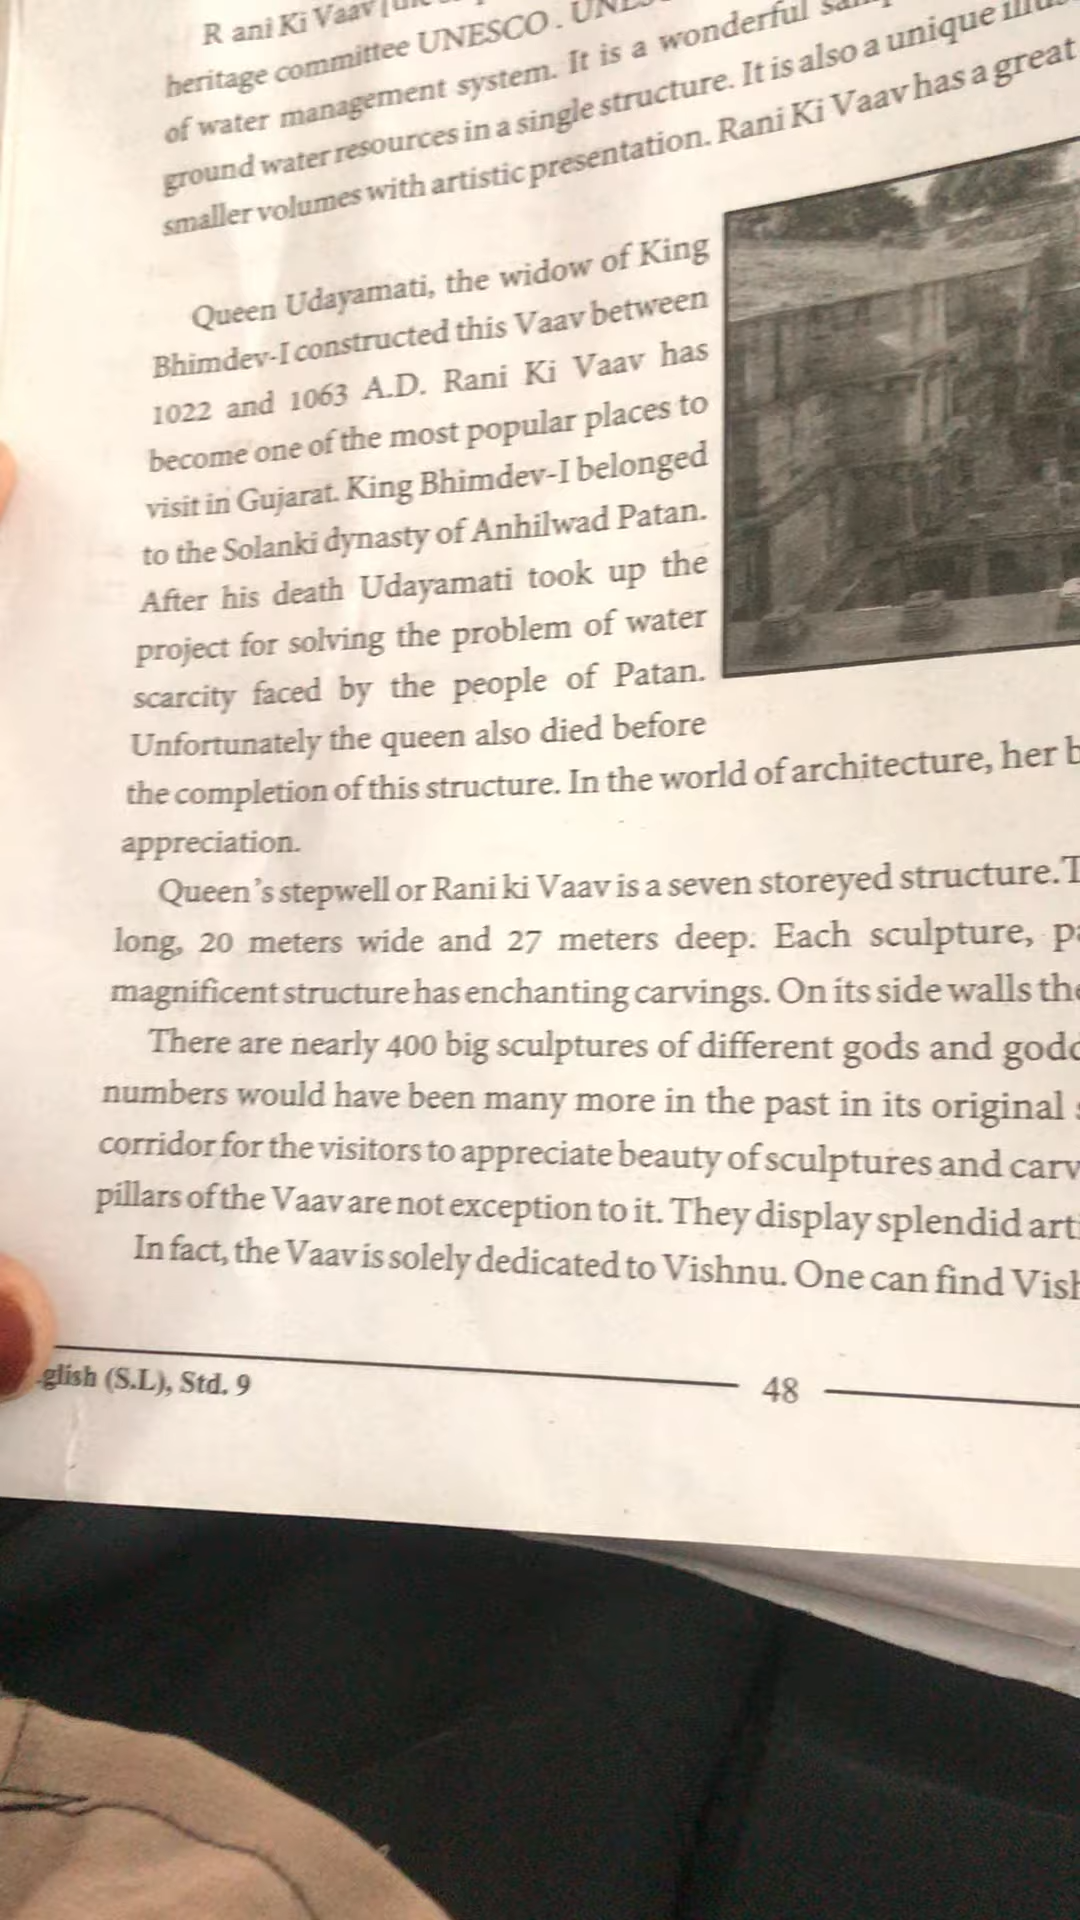 Rani Ki Vaav
heritage committee UNESCO.
of water management system. It is a wonderful
ground water resources in a single structure. It is also a unique
smaller volumes with artistic presentation. Rani Ki Vaav has a great
Queen Udayamati, the widow of King
Bhimdev-I constructed this Vaav between
1022 and 1063 A.D. Rani Ki Vaav has
become one of the most popular places to
visit in Gujarat. King Bhimdev-I belonged
to the Solanki dynasty of Anhilwad Patan.
After his death Udayamati took up the
project for solving the problem of water
scarcity faced by the people of Patan.
Unfortunately the queen also died before
the completion of this structure. In the world of architecture, her
appreciation.
Queen's stepwell or Rani ki Vaav is a seven storeyed structure.
long, 20 meters wide and 27 meters deep. Each sculpture,
magnificent structure has enchanting carvings. On its side walls
There are nearly 400 big sculptures of different gods and
numbers would have been many more in the past in its original
corridor for the visitors to appreciate beauty of sculptures and
pillars of the Vaav are not exception to it. They display splendid
In fact, the Vaav is solely dedicated to Vishnu. One can find
glish (S.L), Std. 9
48